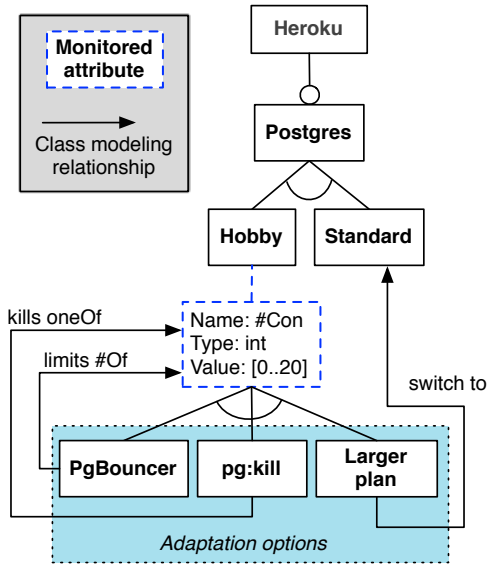 Monitored
attribute
Class modeling
relationship
Heroku
Postgres
Hobby
Standard
kills oneOf
limits #Of
Name: #Con
Type: int
Value: [0..20]
switch to
PgBouncer
pg:kill
Larger
plan
Adaptation options